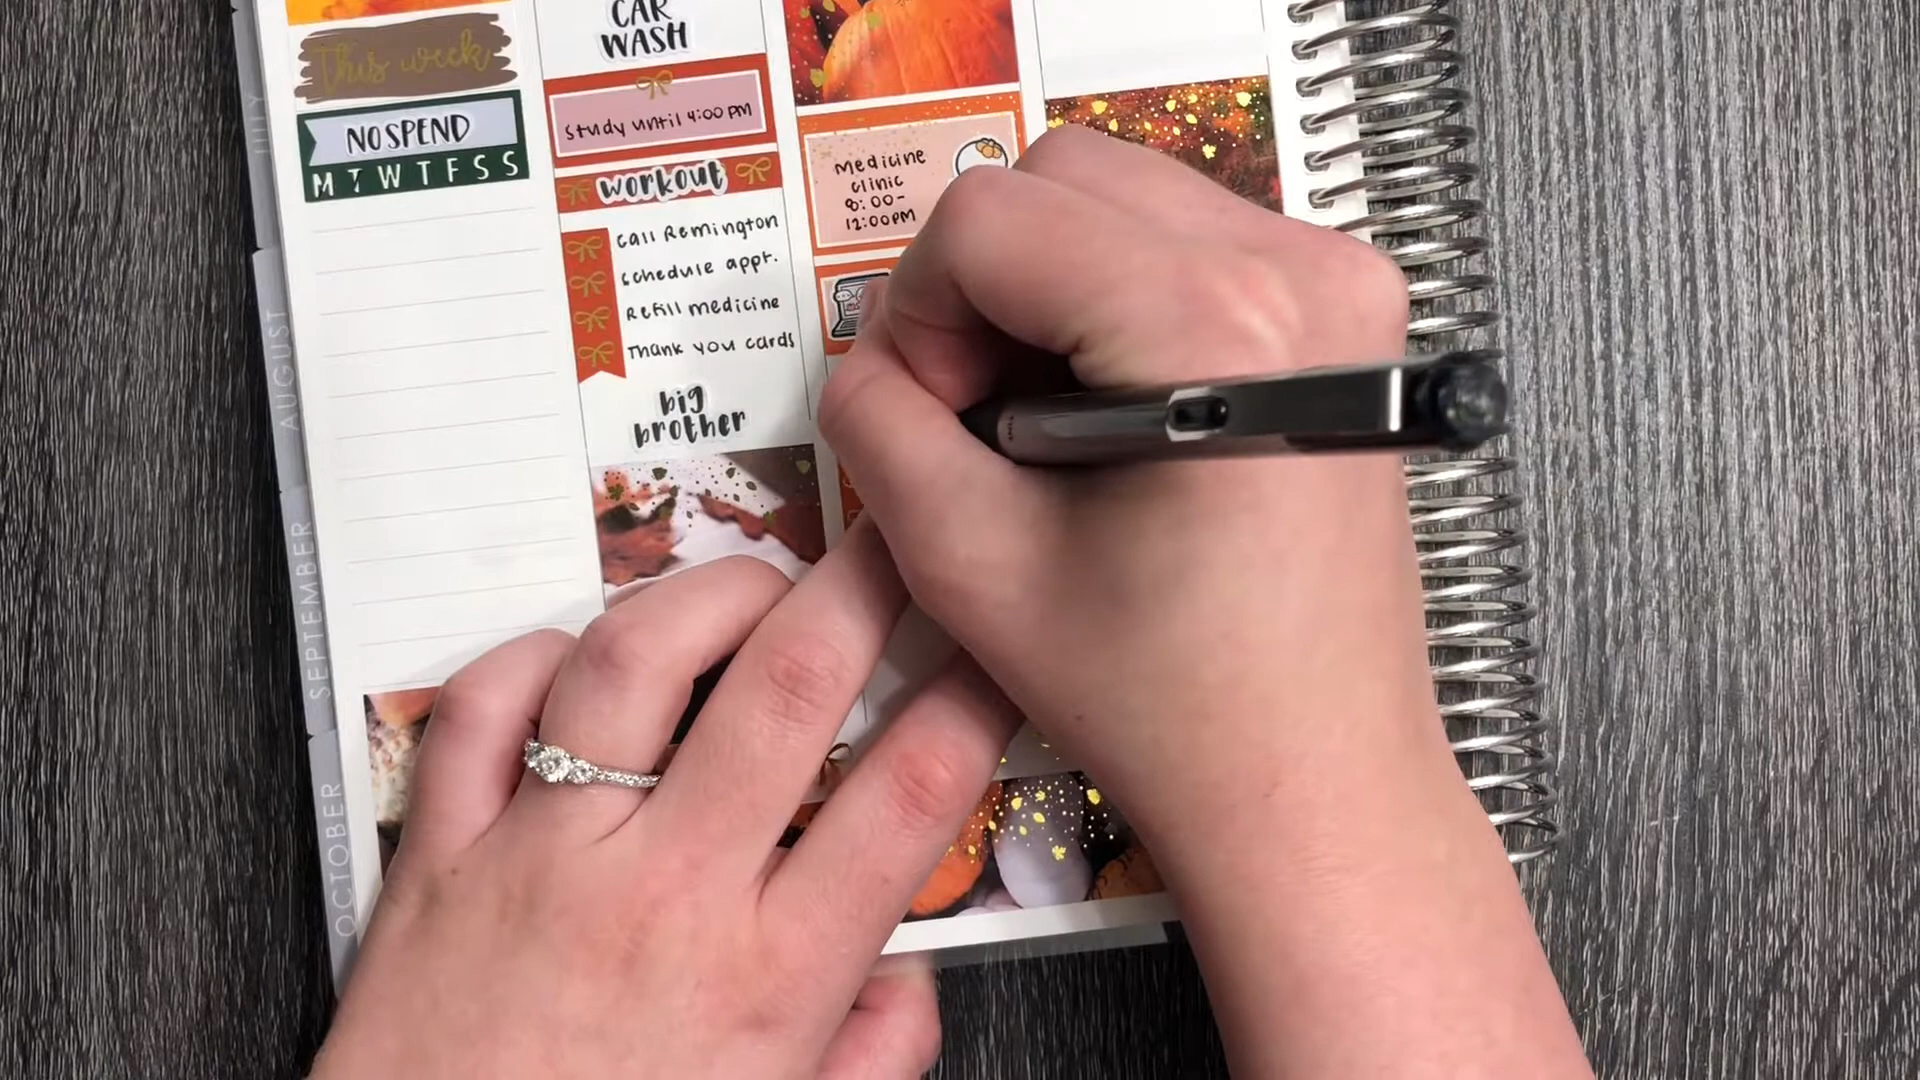 This week
NO SPEND
M T W T F S S
CAR
WASH
study until 4:00 PM
workout
call Remington
schedule appt.
Refill medicine
Thank you cards
big
brother
Medicine
clinic
8:00-
12:00PM
JULY
AUGUST
SEPTEMBER
OCTOBER